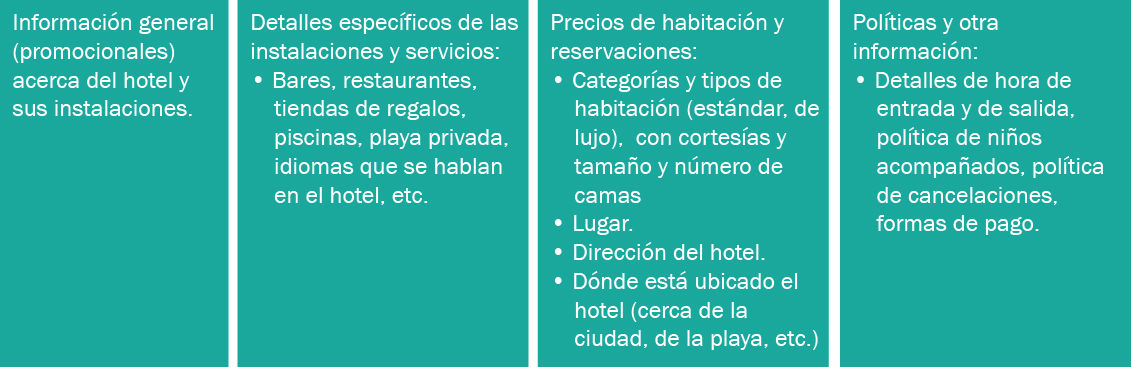 Información general
(promocionales)
acerca del hotel y
sus instalaciones.
Detalles específicos de las
instalaciones y servicios:
• Bares, restaurantes,
tiendas de regalos,
piscinas, playa privada,
idiomas que se hablan
en el hotel, etc.
Precios de habitación y
reservaciones:
• Categorías y tipos de
habitación (estándar, de
lujo),  con cortesías y
tamaño y número de
camas
• Lugar.
• Dirección del hotel.
• Dónde está ubicado el
hotel (cerca de la
ciudad, de la playa, etc.)
Políticas y otra
información:
• Detalles de hora de
entrada y de salida,
política de niños
acompañados, política
de cancelaciones,
formas de pago.